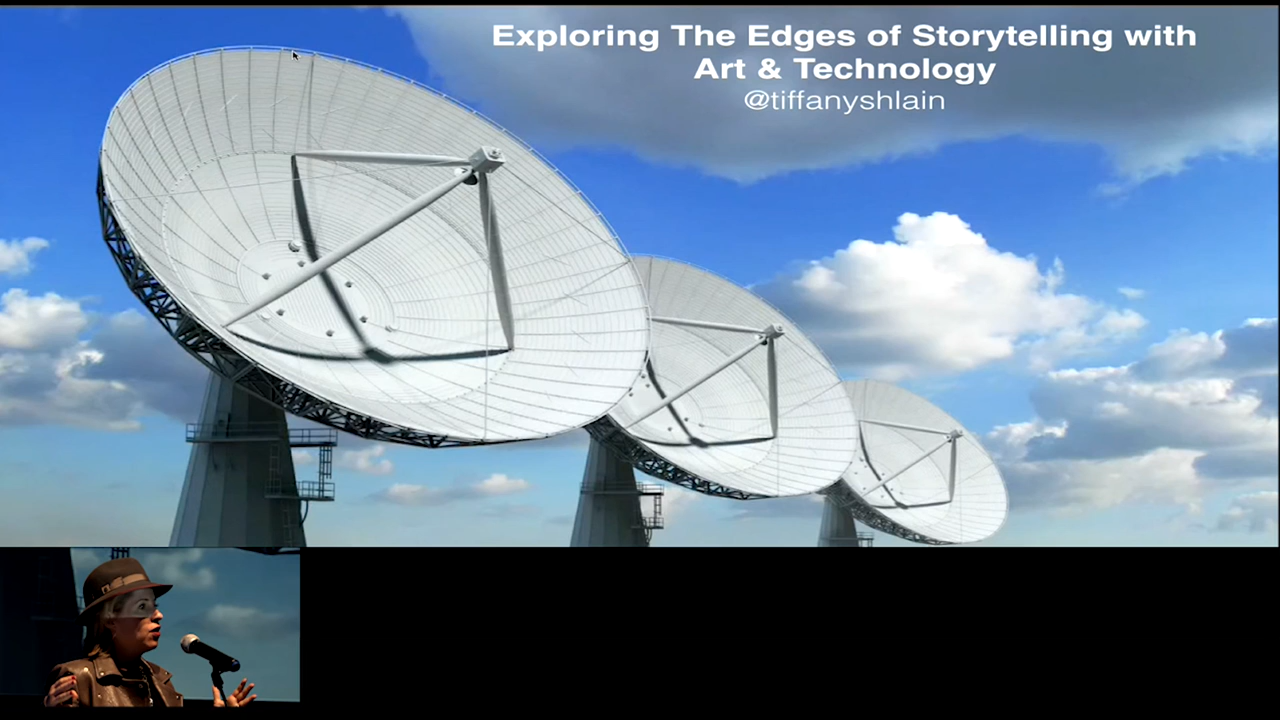 Exploring The Edges of Storytelling with
Art & Technology
@tiffanyshlain